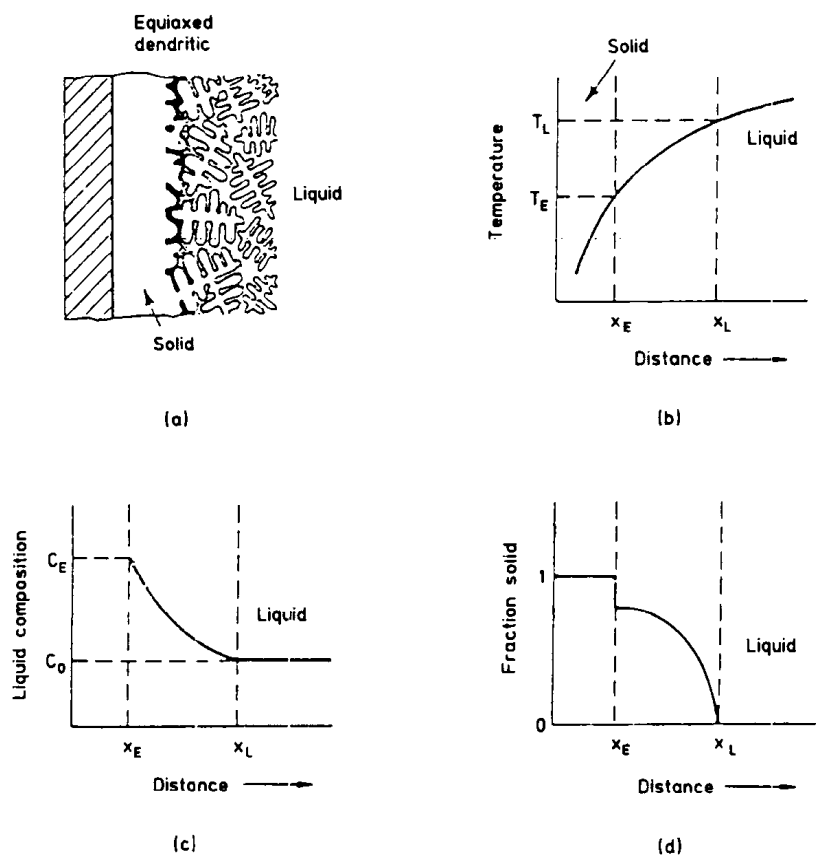 Equiaxed
dendritic
Liquid
Solid
(a)
Solid
T_L
Liquid
T_E
Temperature
x_E
x_L
Distance
(b)
C_E
Liquid
C_0
Liquid composition
x_E
x_L
Distance
(c)
1
Liquid
Fraction solid
0
x_E
x_L
Distance
(d)